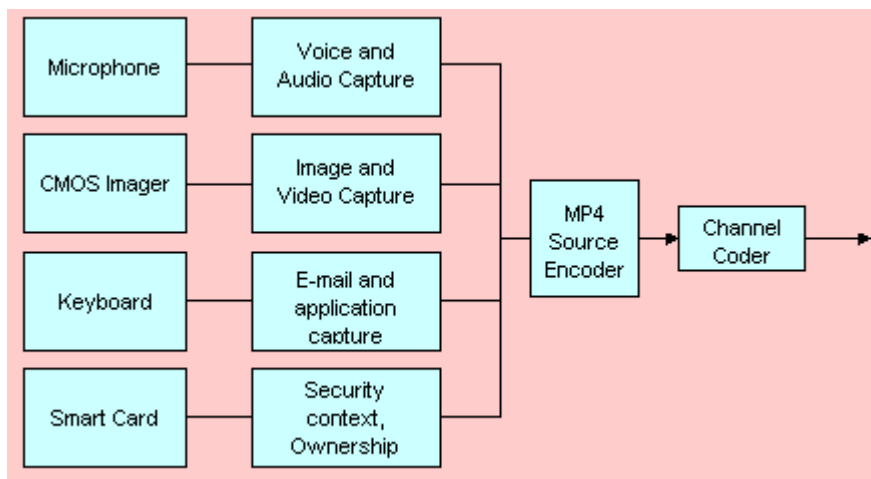 Microphone
Voice and
Audio Capture
CMOS Imager
Image and
Video Capture
MP4
Source
Encoder
Channel
Coder
Keyboard
E-mail and
application
capture
Smart Card
Security
context,
Ownership